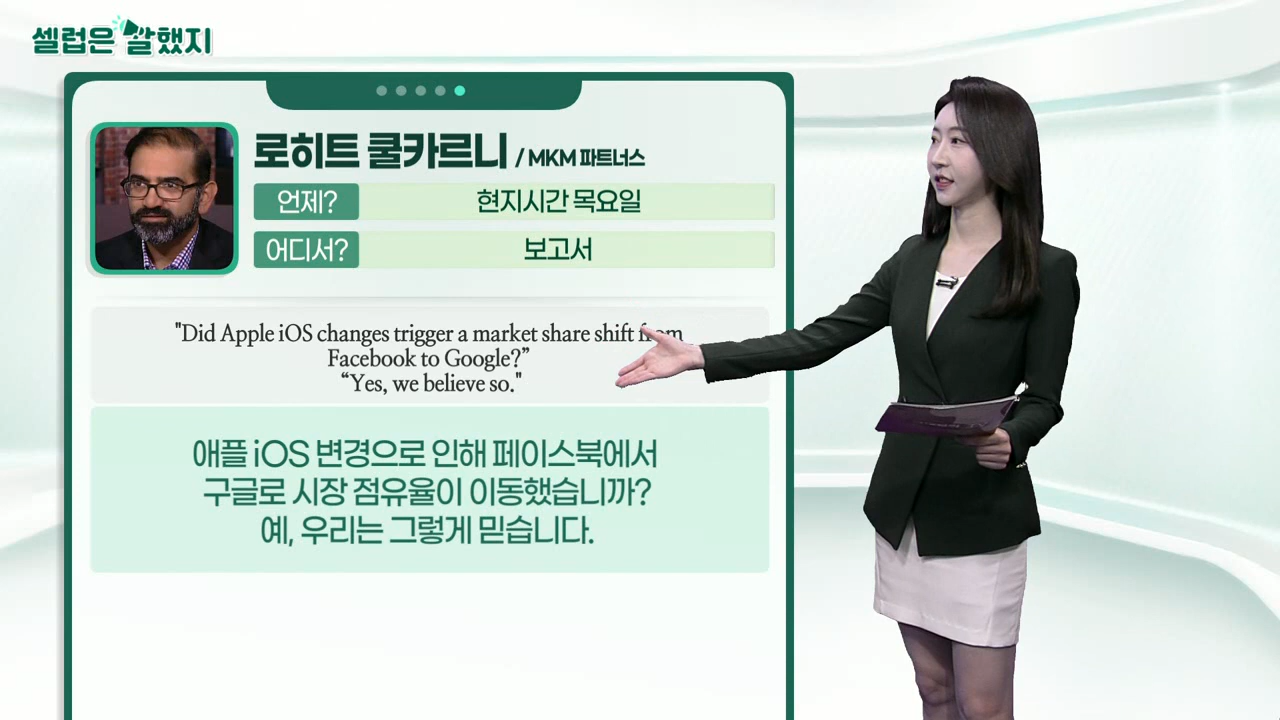 셀럽은 말했지
로히트 쿨카르니 / MKM 파트너스
언제? 현지시간 목요일
어디서? 보고서
"Did Apple iOS changes trigger a market share shift from
Facebook to Google?”
“Yes, we believe so."
애플 iOS 변경으로 인해 페이스북에서
구글로 시장 점유율이 이동했습니까?
예, 우리는 그렇게 믿습니다.